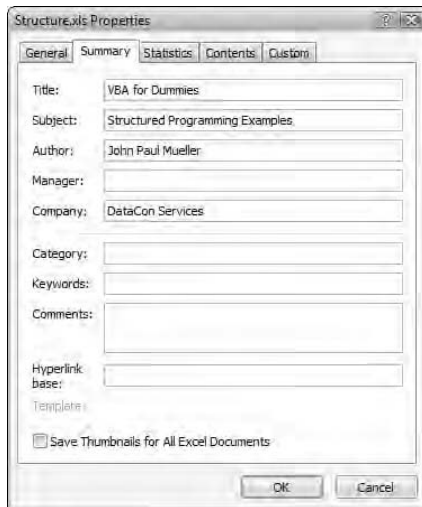 Structure.xls Properties
General Summary Statistics Contents Custom
Title: VBA for Dummies
Subject: Structured Programming Examples
Author: John Paul Mueller
Manager:
Company: DataCon Services
Category:
Keywords:
Comments:
Hyperlink
base:
Template:
Save Thumbnails for All Excel Documents
OK Cancel